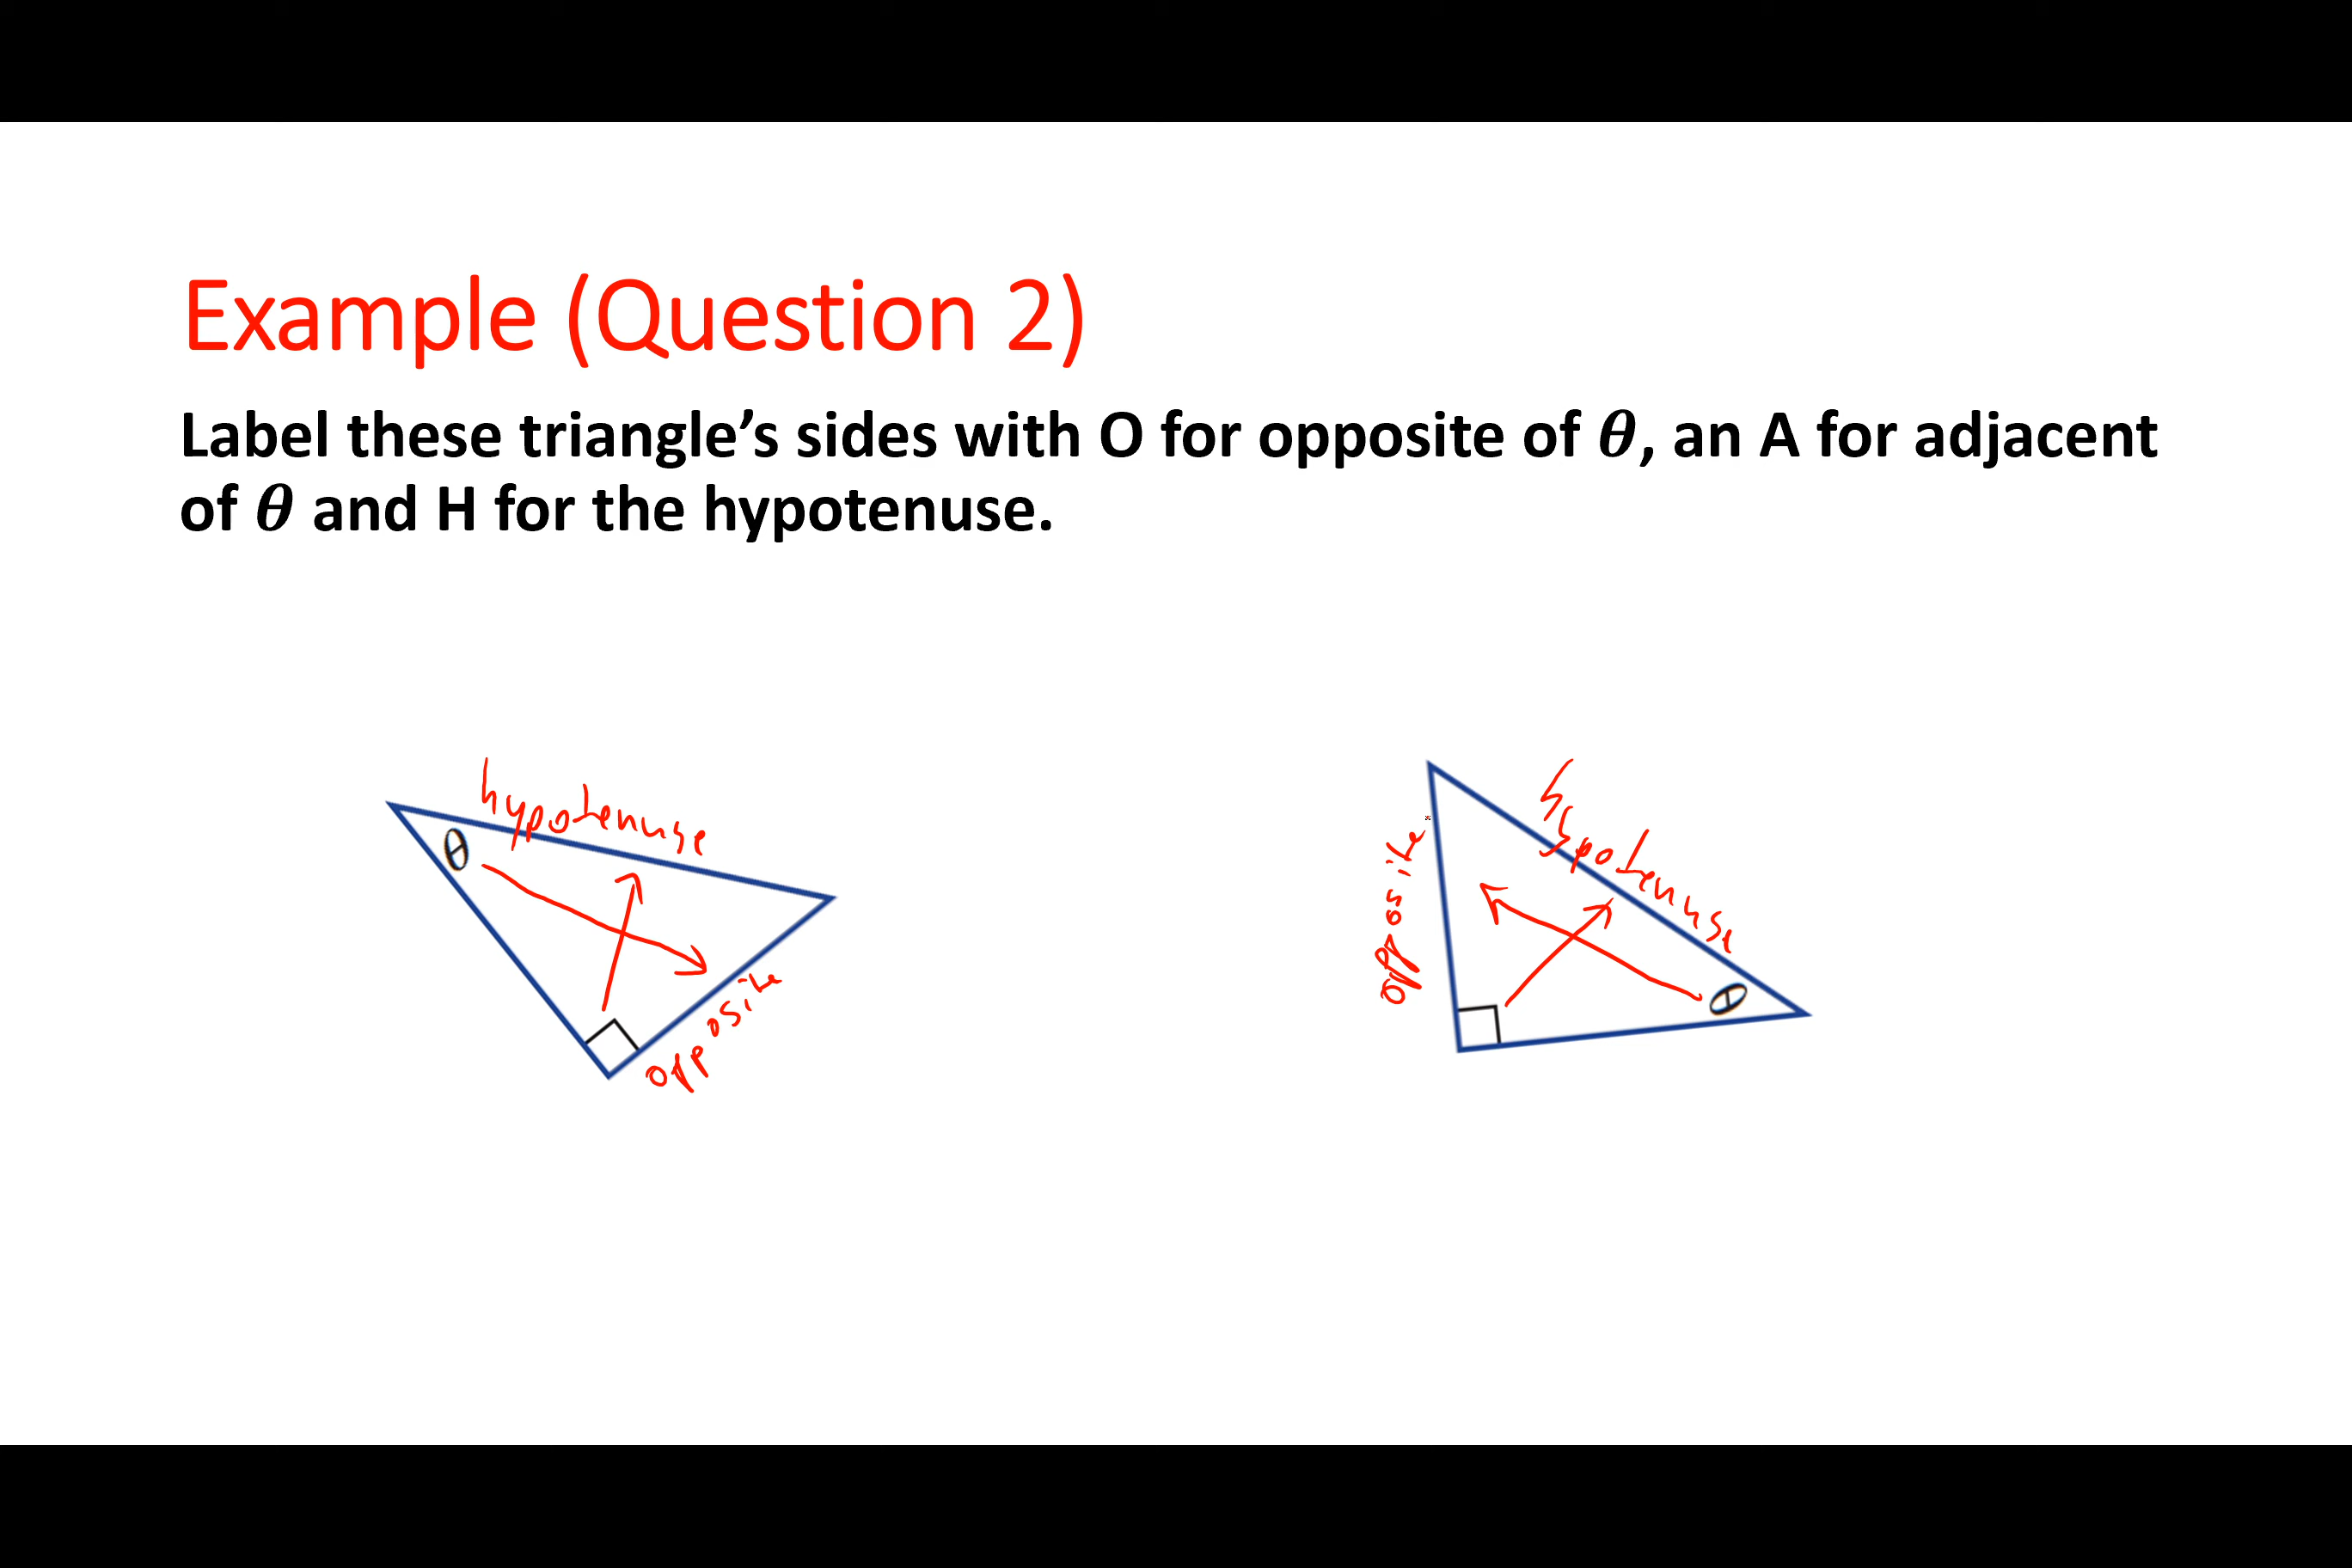 Example (Question 2)
Label these triangle’s sides with O for opposite of θ, an A for adjacent
of θ and H for the hypotenuse.
hypotenuse
θ
opposite
hypotenuse
opposite
θ